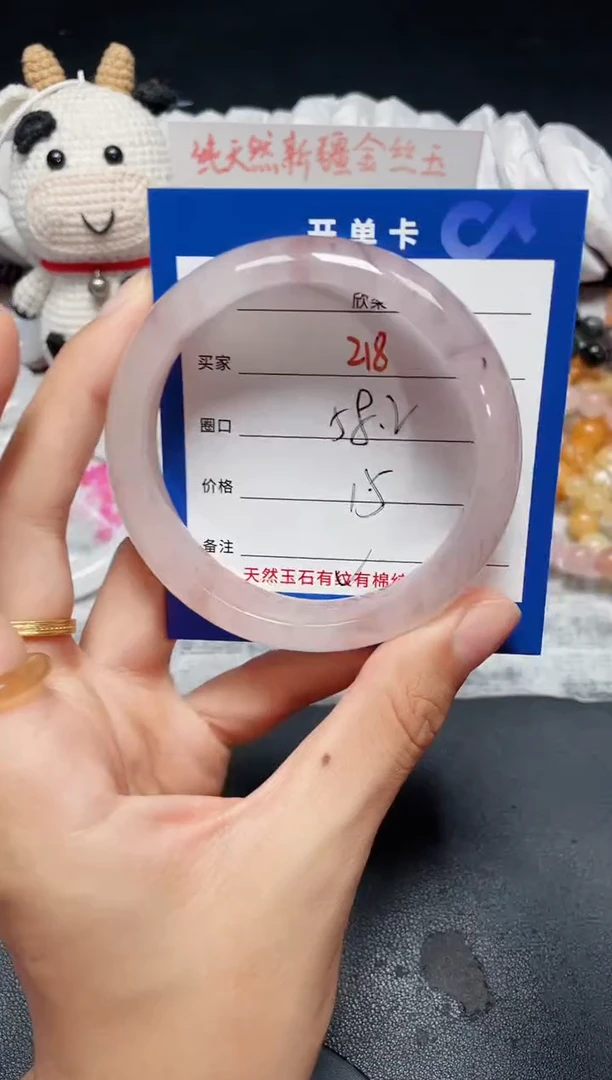 纯天然新疆金丝玉
开单卡
欣
买家 218
圈口 58.2
价格 15
备注
天然玉石有纹有棉